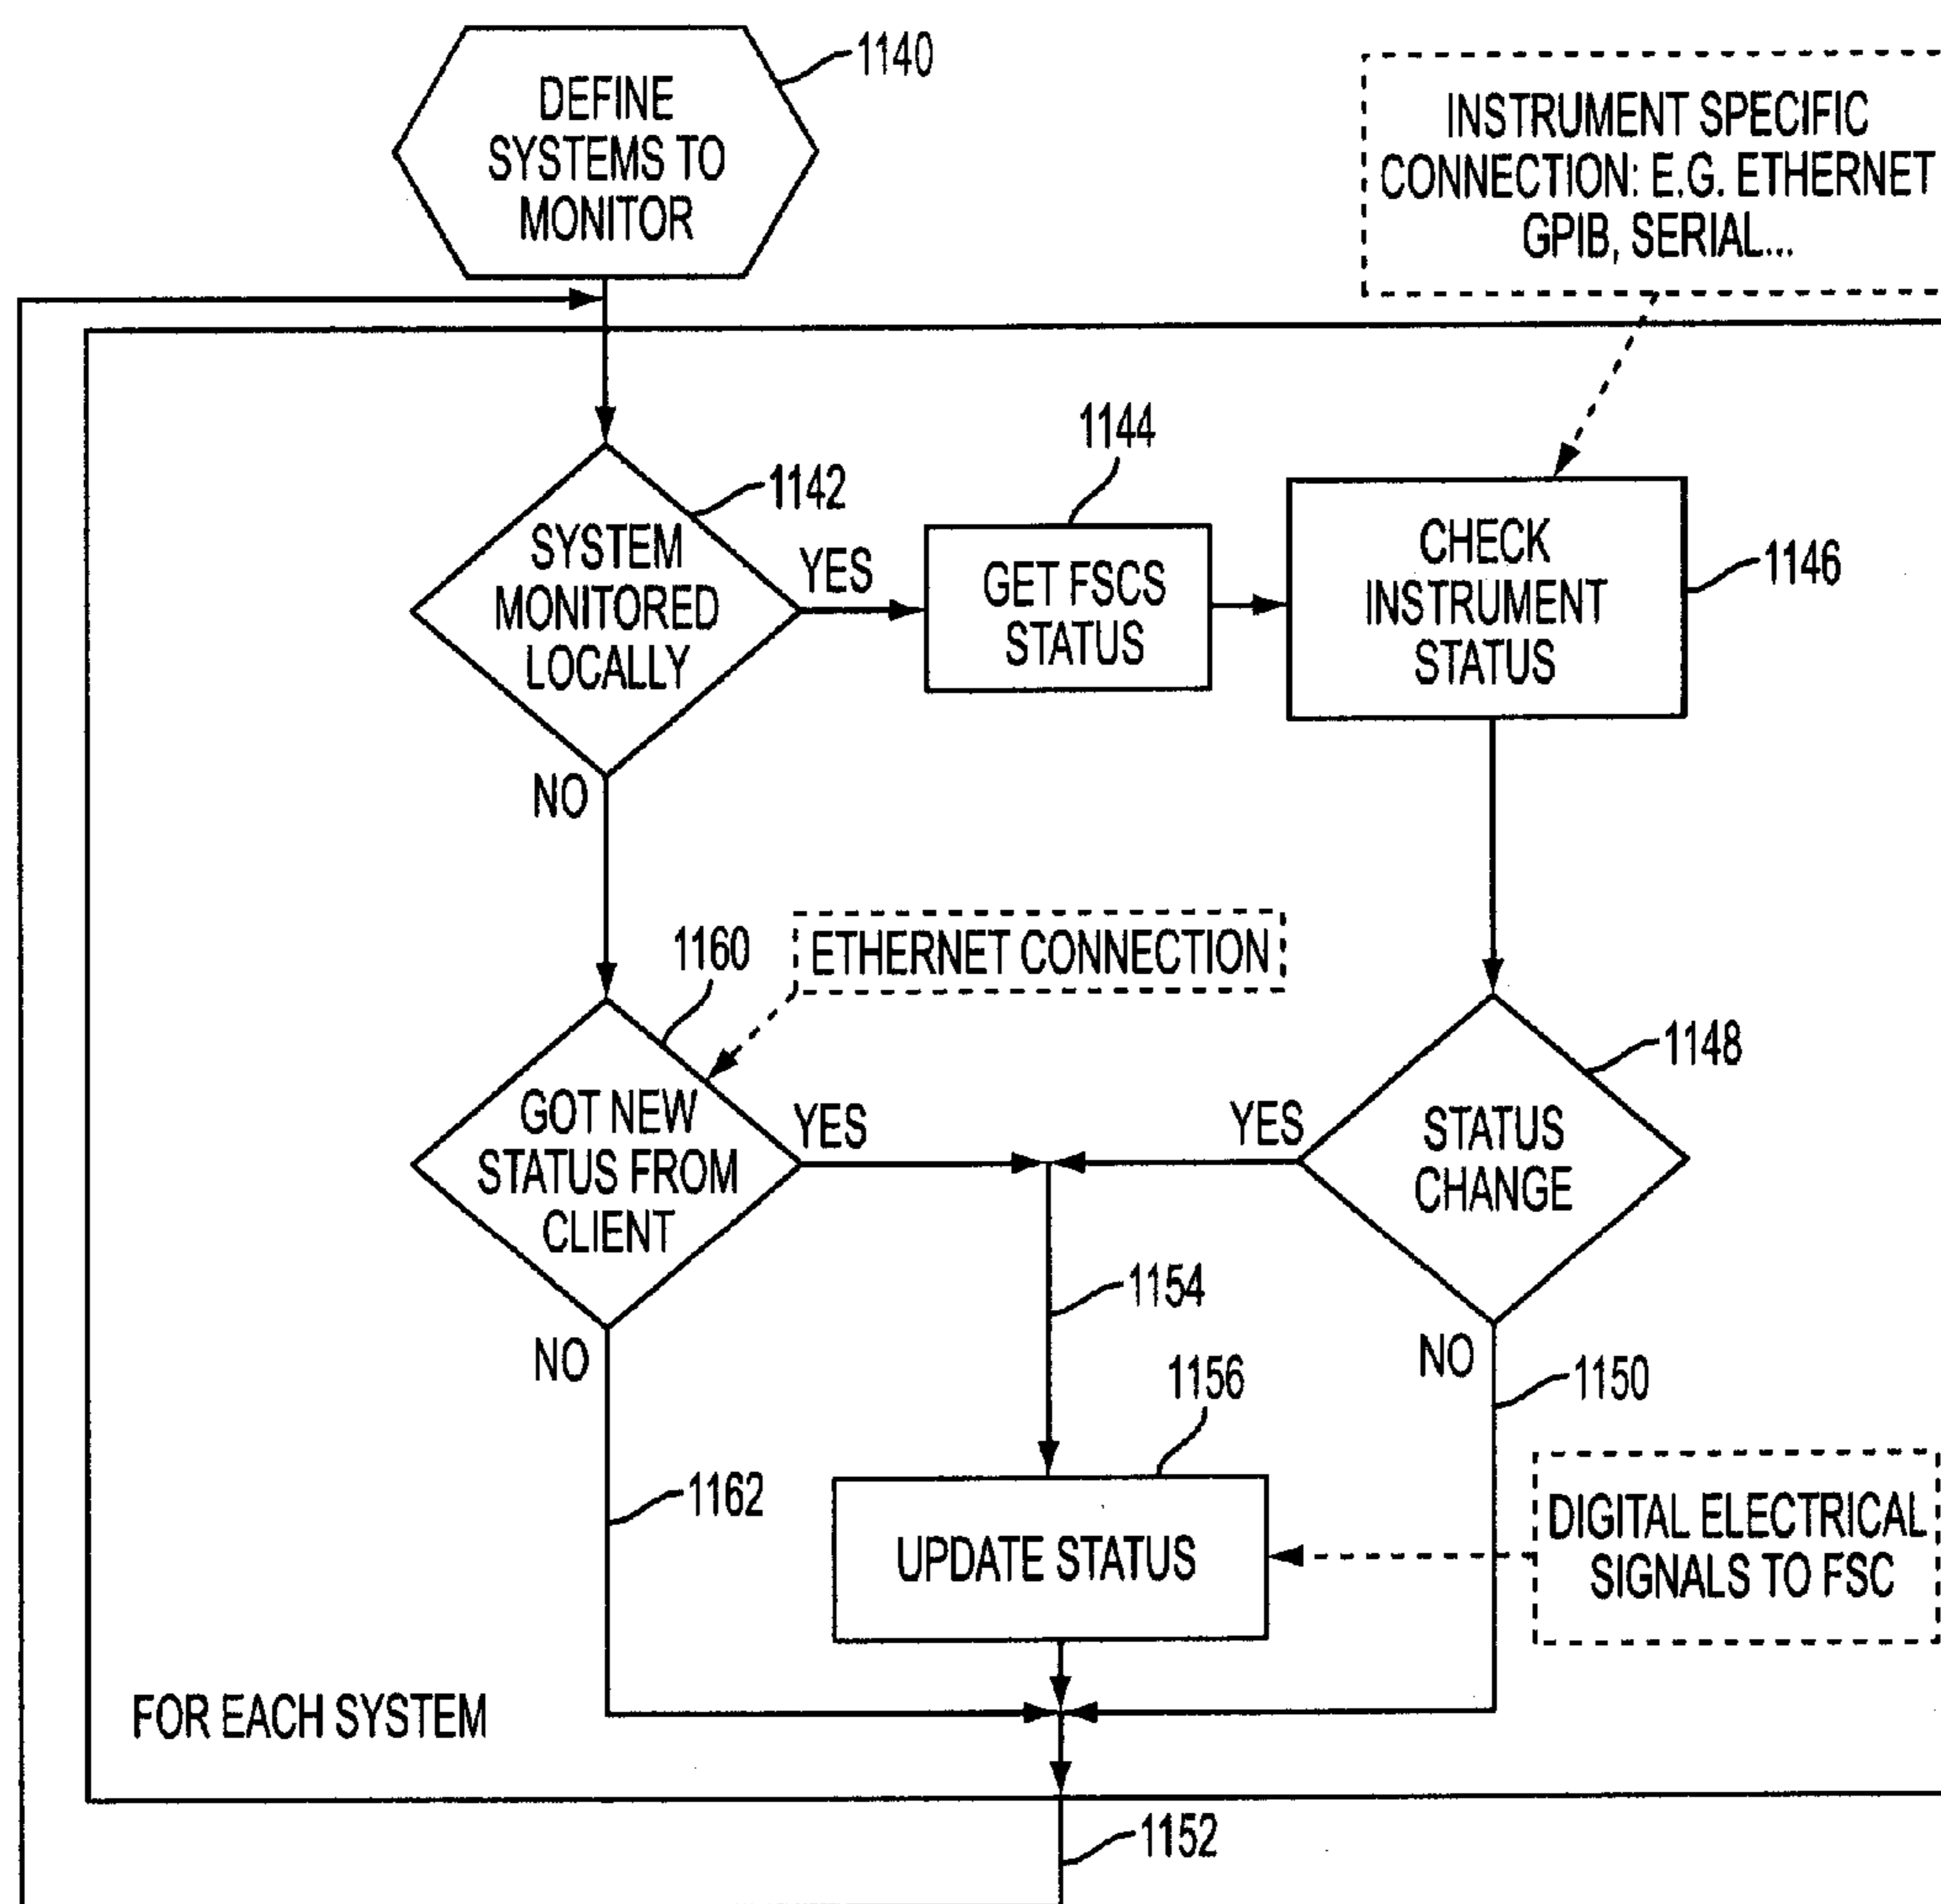 DEFINE
SYSTEMS TO
MONITOR
1140
INSTRUMENT SPECIFIC
CONNECTION: E.G. ETHERNET
GPIB, SERIAL...
SYSTEM
MONITORED
LOCALLY
1142
YES
NO
GET FSCS
STATUS
1144
CHECK
INSTRUMENT
STATUS
1146
ETHERNET CONNECTION
1160
GOT NEW
STATUS FROM
CLIENT
YES
NO
STATUS
CHANGE
1148
YES
NO
1154
1150
1156
1162
UPDATE STATUS
DIGITAL ELECTRICAL
SIGNALS TO FSC
FOR EACH SYSTEM
1152